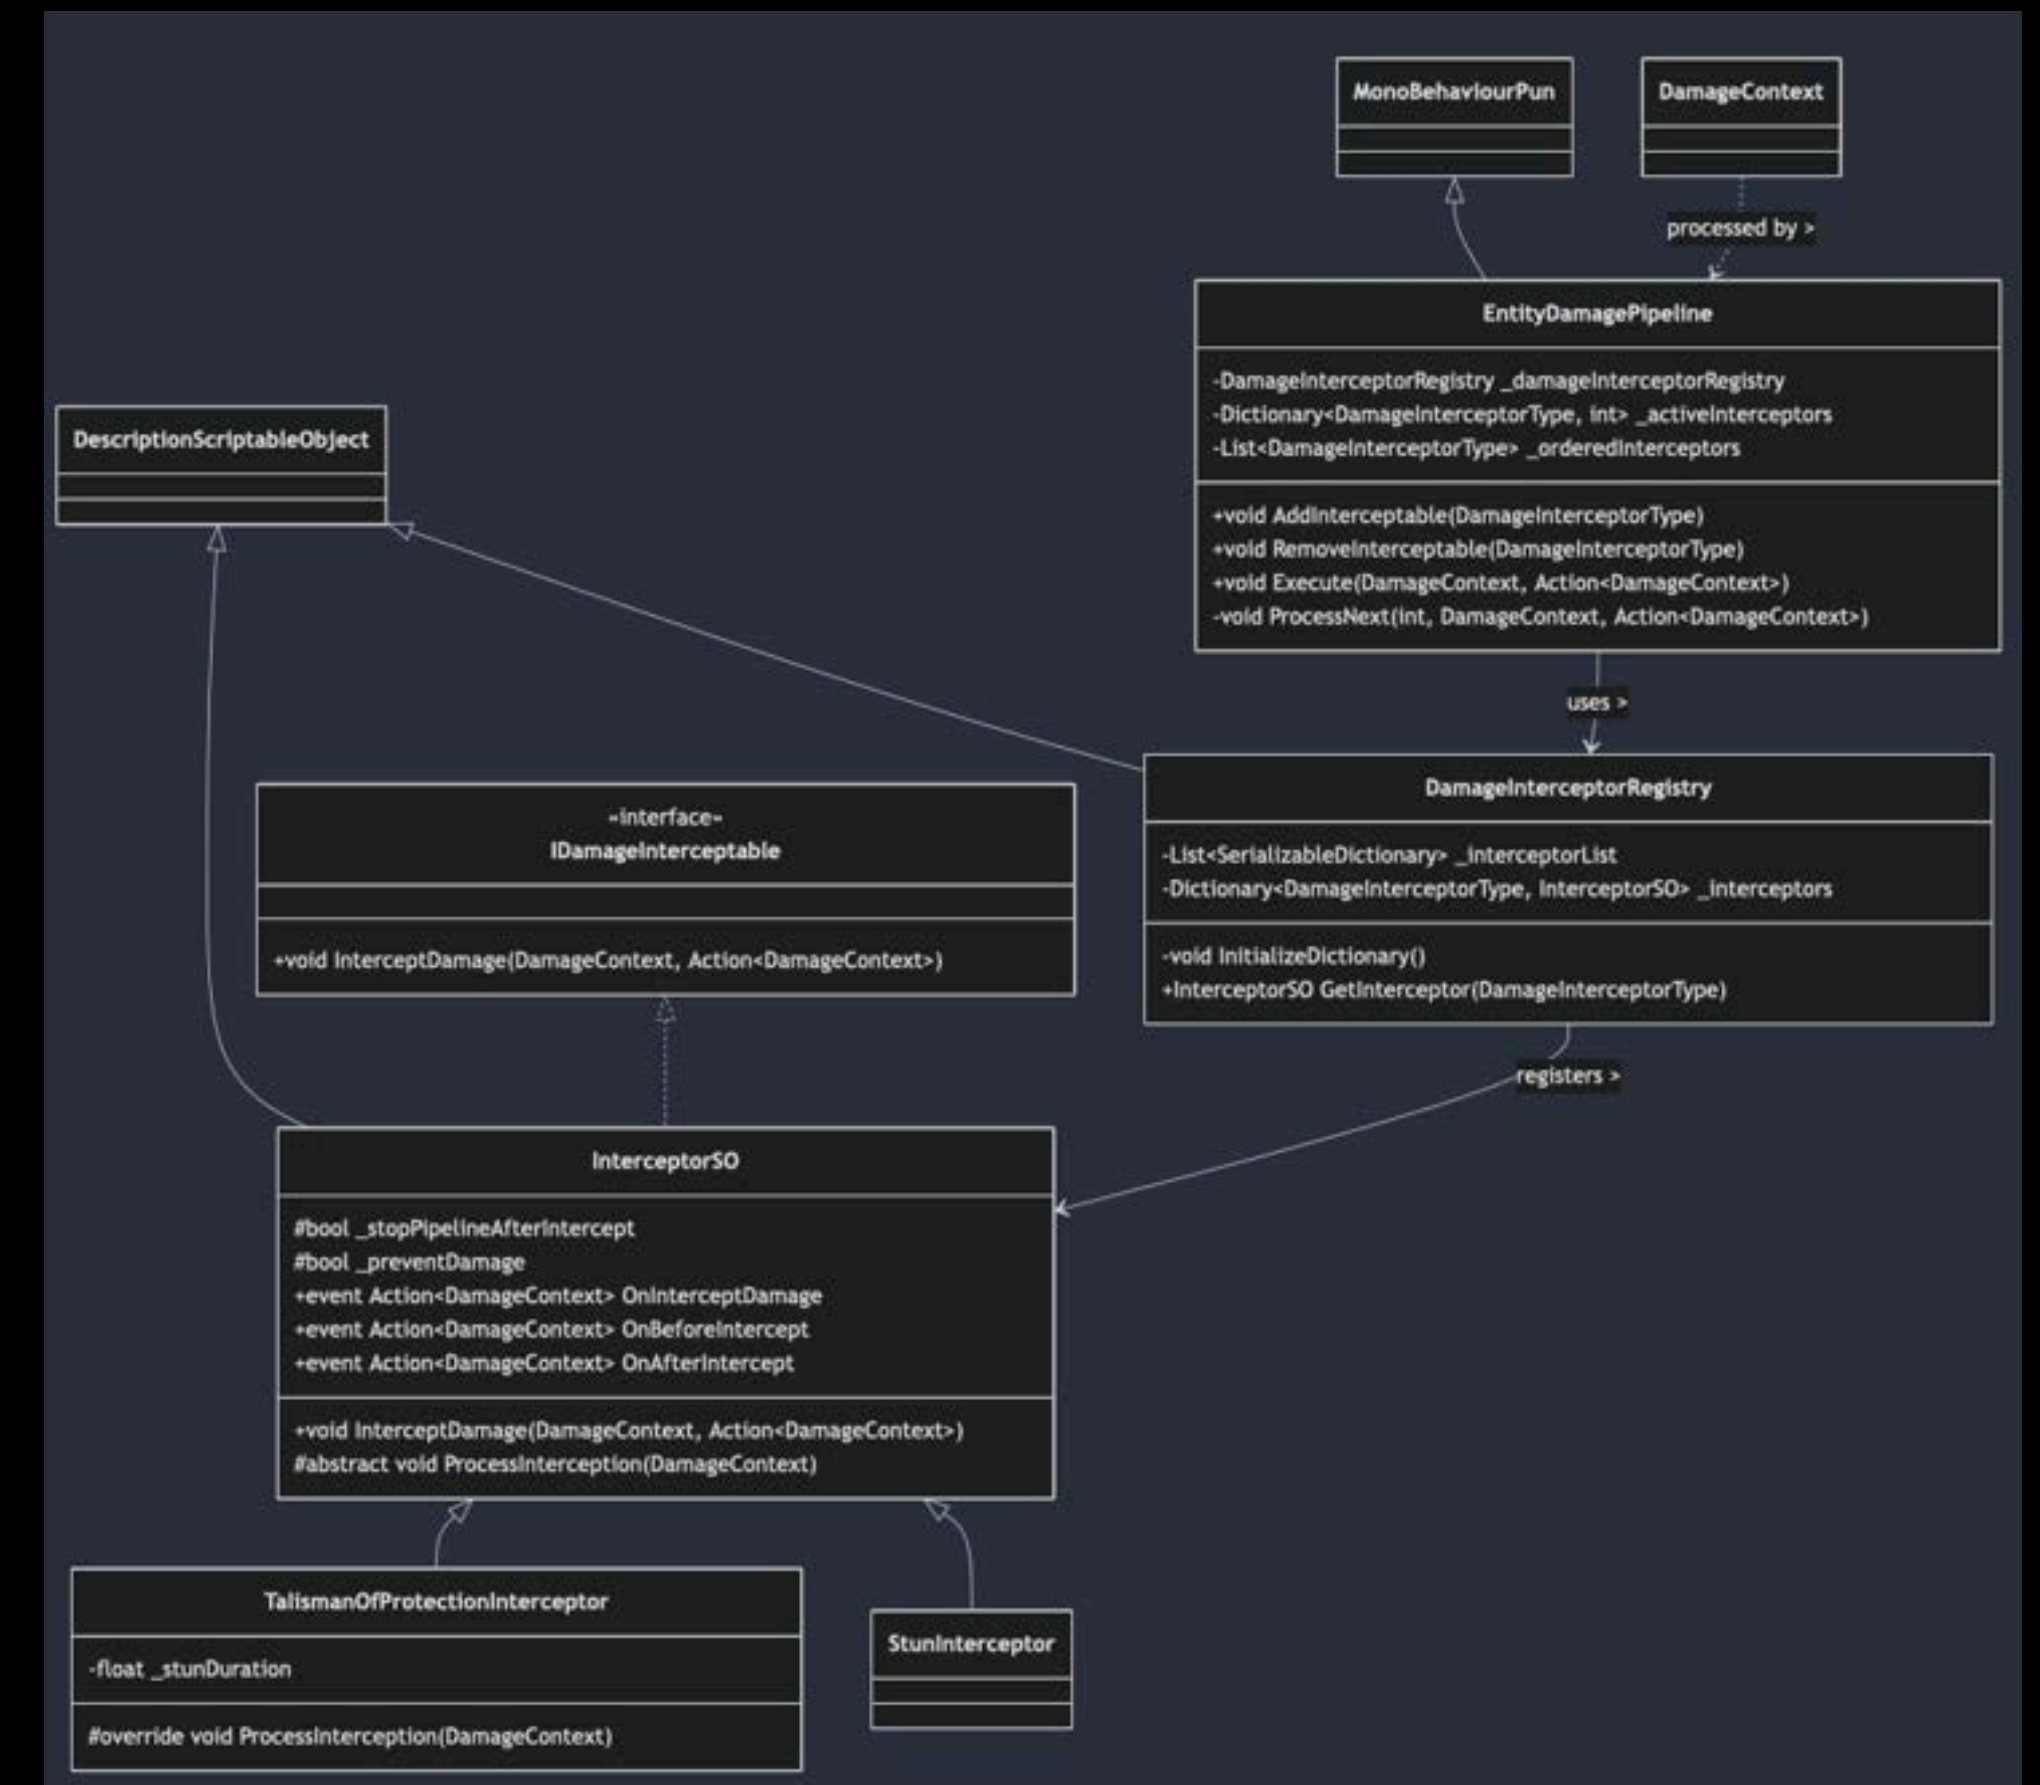 MonoBehaviourPun
DamageContext
processed by >
EntityDamagePipeline
-DamageInterceptorRegistry _damageInterceptorRegistry
-Dictionary<DamageInterceptorType, int> _activeInterceptors
-List<DamageInterceptorType> _orderedInterceptors
+void AddInterceptable(DamageInterceptorType)
+void RemoveInterceptable(DamageInterceptorType)
+void Execute(DamageContext, Action<DamageContext>)
-void ProcessNext(int, DamageContext, Action<DamageContext>)
DescriptionScriptableObject
uses >
DamageInterceptorRegistry
-List<SerializableDictionary> _interceptorList
-Dictionary<DamageInterceptorType, InterceptorSO> _interceptors
-void InitializeDictionary()
+InterceptorSO GetInterceptor(DamageInterceptorType)
«interface»
IDamageInterceptable
+void InterceptDamage(DamageContext, Action<DamageContext>)
registers >
InterceptorSO
#bool _stopPipelineAfterIntercept
#bool _preventDamage
+event Action<DamageContext> OnInterceptDamage
+event Action<DamageContext> OnBeforeIntercept
+event Action<DamageContext> OnAfterIntercept
+void InterceptDamage(DamageContext, Action<DamageContext>)
#abstract void ProcessInterception(DamageContext)
TalismanOfProtectionInterceptor
-float _stunDuration
#override void ProcessInterception(DamageContext)
StunInterceptor